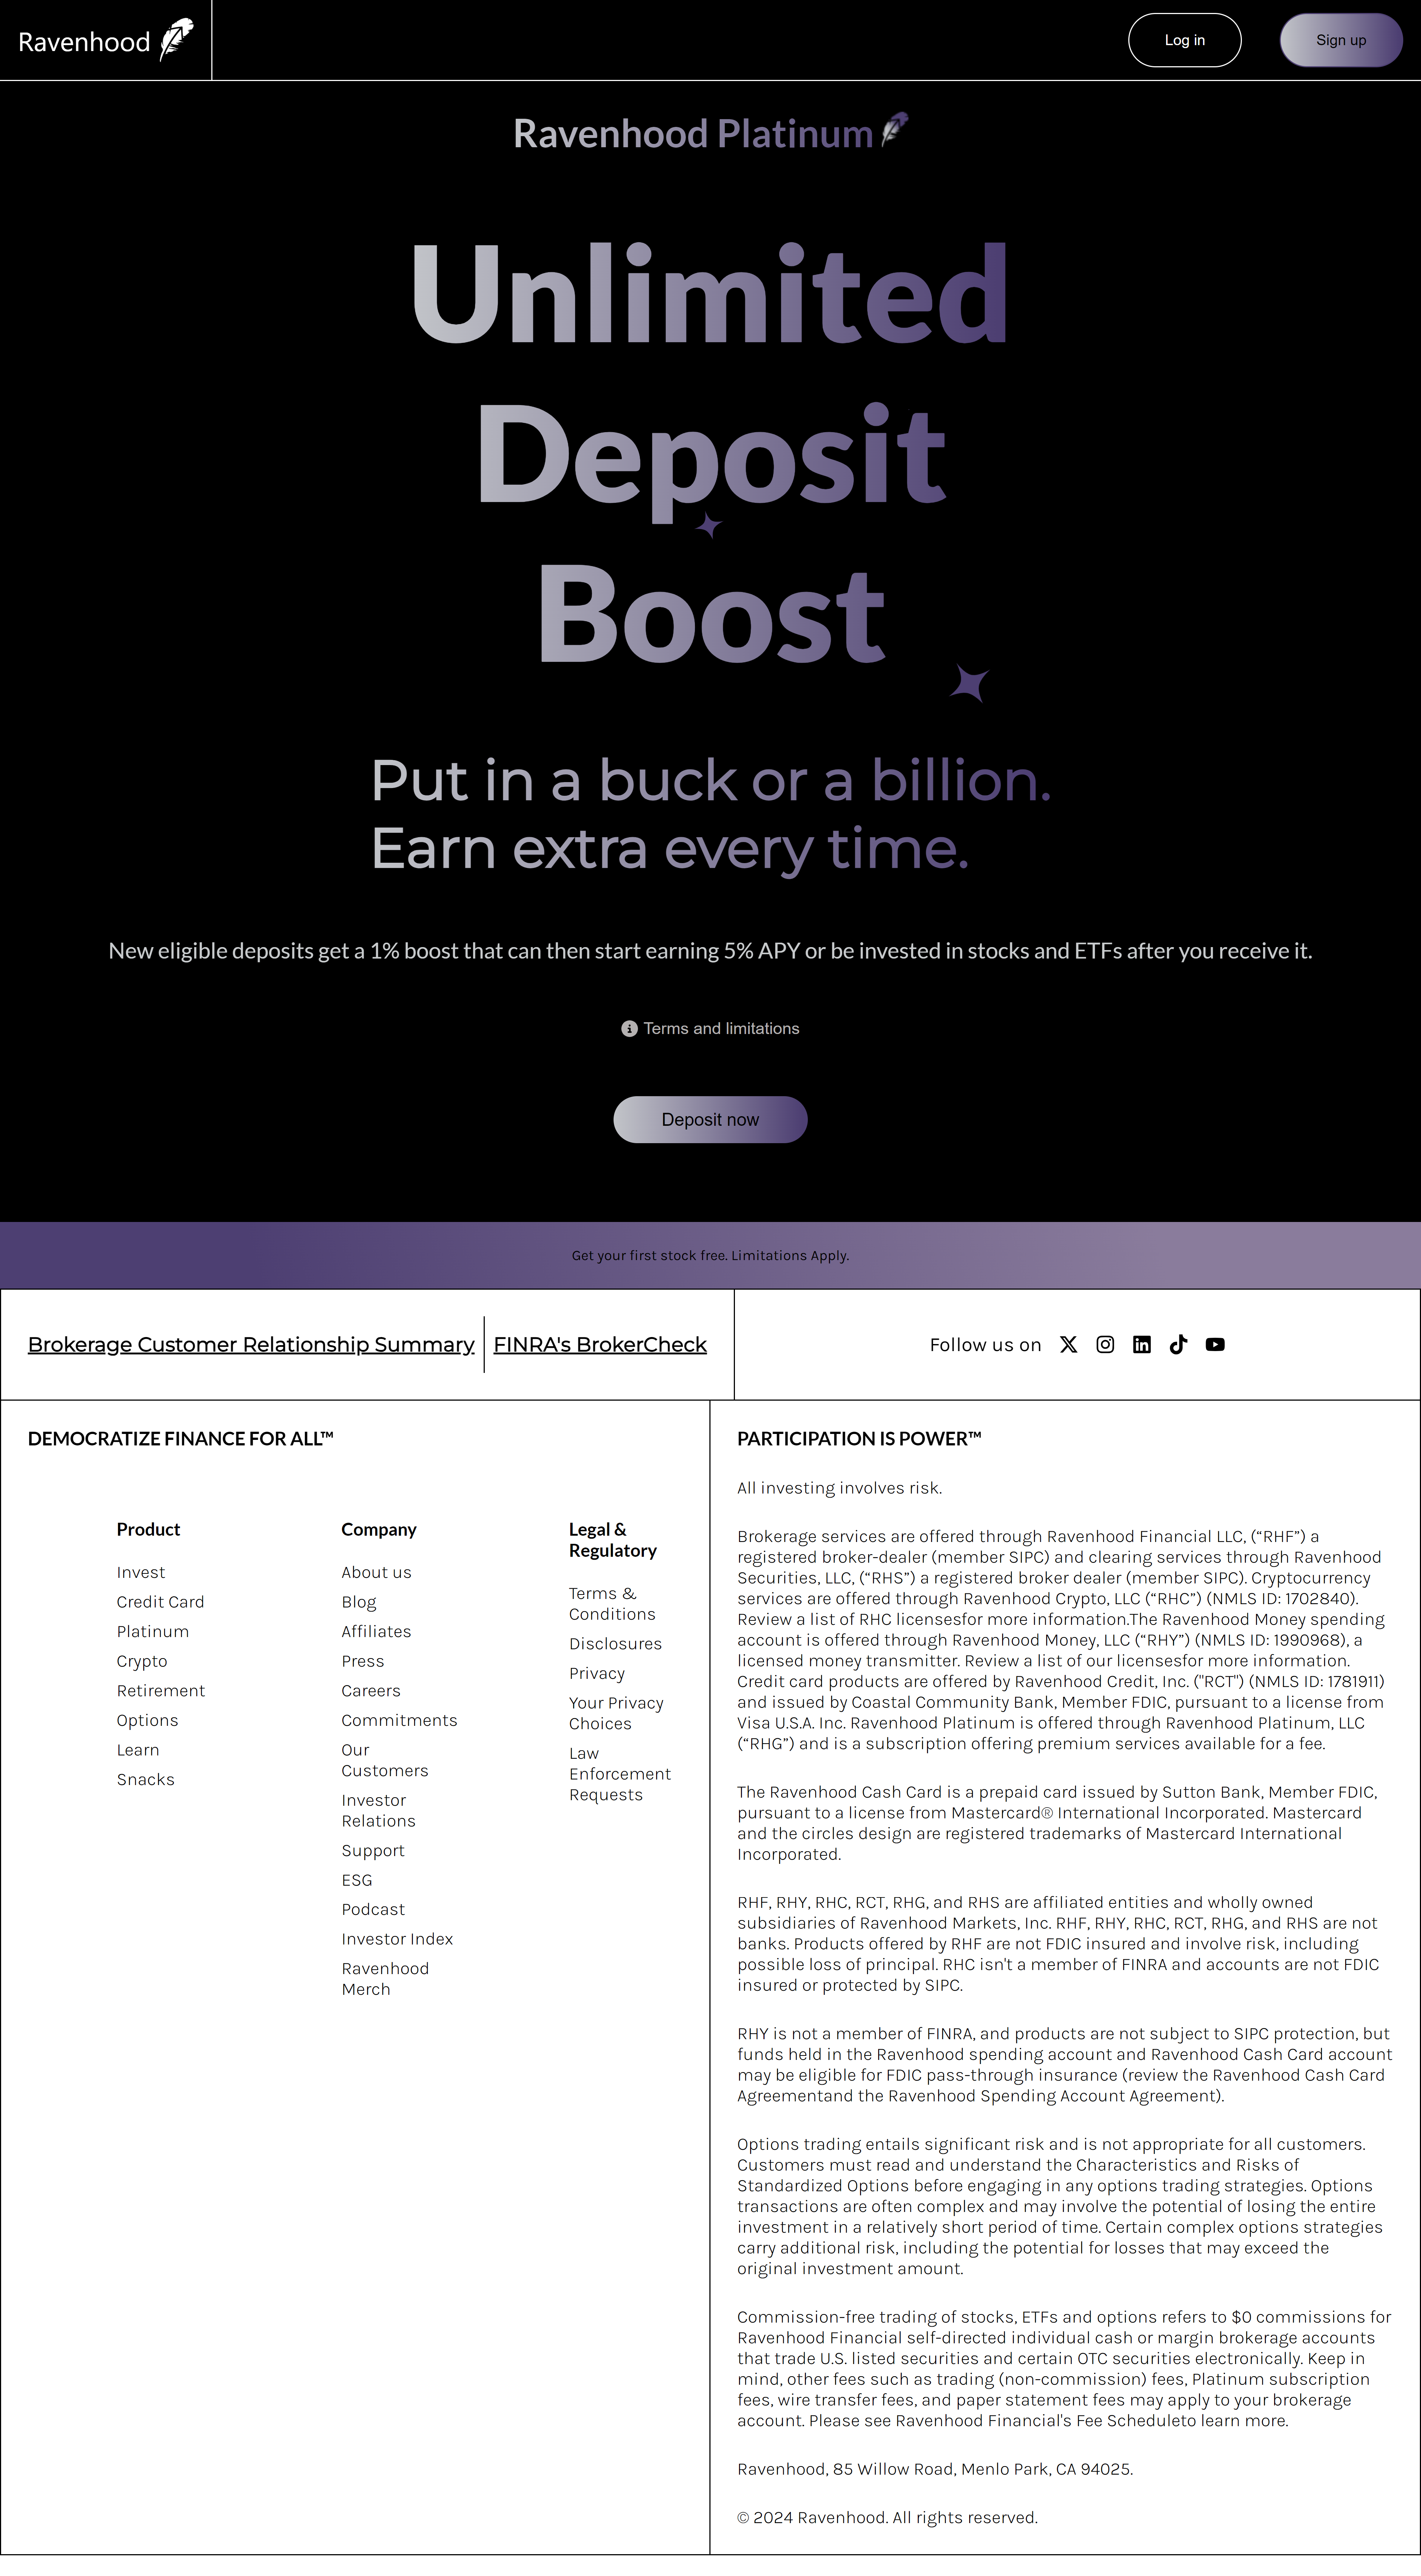 Ravenhood
Log in
Sign up
Ravenhood Platinum
Unlimited
Deposit
Boost
Put in a buck or a billion.
Earn extra every time.
New eligible deposits get a 1% boost that can then start earning 5% APY or be invested in stocks and ETFs after you receive it.
Terms and limitations
Deposit now
Get your first stock free. Limitations Apply.
Brokerage Customer Relationship Summary
FINRA's BrokerCheck
Follow us on
DEMOCRATIZE FINANCE FOR ALL™
Product
Invest
Credit Card
Platinum
Crypto
Retirement
Options
Learn
Snacks
Company
About us
Blog
Affiliates
Press
Careers
Commitments
Our
Customers
Investor
Relations
Support
ESG
Podcast
Investor Index
Ravenhood
Merch
Legal &
Regulatory
Terms &
Conditions
Disclosures
Privacy
Your Privacy
Choices
Law
Enforcement
Requests
PARTICIPATION IS POWER™
All investing involves risk.
Brokerage services are offered through Ravenhood Financial LLC, (“RHF”) a
registered broker-dealer (member SIPC) and clearing services through Ravenhood
Securities, LLC, (“RHS”) a registered broker dealer (member SIPC). Cryptocurrency
services are offered through Ravenhood Crypto, LLC (“RHC”) (NMLS ID: 1702840).
Review a list of RHC licensesfor more information.The Ravenhood Money spending
account is offered through Ravenhood Money, LLC (“RHY”) (NMLS ID: 1990968), a
licensed money transmitter. Review a list of our licensesfor more information.
Credit card products are offered by Ravenhood Credit, Inc. ("RCT") (NMLS ID: 1781911)
and issued by Coastal Community Bank, Member FDIC, pursuant to a license from
Visa U.S.A. Inc. Ravenhood Platinum is offered through Ravenhood Platinum, LLC
(“RHG”) and is a subscription offering premium services available for a fee.
The Ravenhood Cash Card is a prepaid card issued by Sutton Bank, Member FDIC,
pursuant to a license from Mastercard® International Incorporated. Mastercard
and the circles design are registered trademarks of Mastercard International
Incorporated.
RHF, RHY, RHC, RCT, RHG, and RHS are affiliated entities and wholly owned
subsidiaries of Ravenhood Markets, Inc. RHF, RHY, RHC, RCT, RHG, and RHS are not
banks. Products offered by RHF are not FDIC insured and involve risk, including
possible loss of principal. RHC isn't a member of FINRA and accounts are not FDIC
insured or protected by SIPC.
RHY is not a member of FINRA, and products are not subject to SIPC protection, but
funds held in the Ravenhood spending account and Ravenhood Cash Card account
may be eligible for FDIC pass-through insurance (review the Ravenhood Cash Card
Agreementand the Ravenhood Spending Account Agreement).
Options trading entails significant risk and is not appropriate for all customers.
Customers must read and understand the Characteristics and Risks of
Standardized Options before engaging in any options trading strategies. Options
transactions are often complex and may involve the potential of losing the entire
investment in a relatively short period of time. Certain complex options strategies
carry additional risk, including the potential for losses that may exceed the
original investment amount.
Commission-free trading of stocks, ETFs and options refers to $0 commissions for
Ravenhood Financial self-directed individual cash or margin brokerage accounts
that trade U.S. listed securities and certain OTC securities electronically. Keep in
mind, other fees such as trading (non-commission) fees, Platinum subscription
fees, wire transfer fees, and paper statement fees may apply to your brokerage
account. Please see Ravenhood Financial's Fee Scheduleto learn more.
Ravenhood, 85 Willow Road, Menlo Park, CA 94025.
© 2024 Ravenhood. All rights reserved.